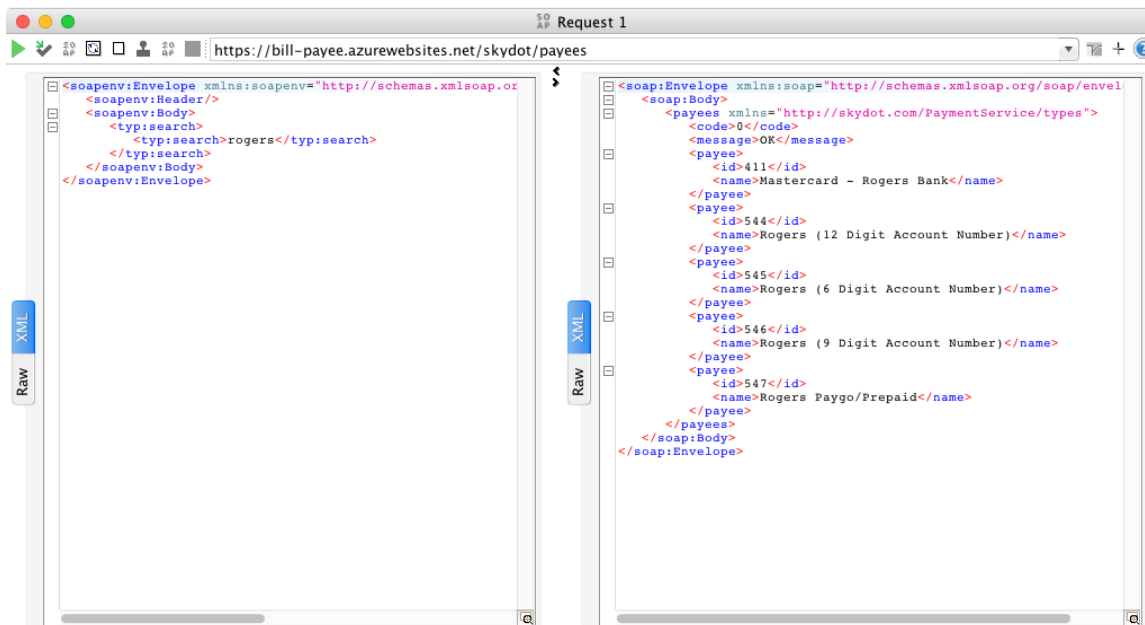 SO AP Request 1
SO AP
SO AP
https://bill-payee.azurewebsites.net/skydot/payees
<soapenv:Envelope xmlns:soapenv="http://schemas.xmlsoap.or
<soapenv:Header/>
<soapenv:Body>
<typ:search>
<typ:search>rogers</typ:search>
</typ:search>
</soapenv:Body>
</soapenv:Envelope>
XML
Raw
<soap:Envelope xmlns:soap="http://schemas.xmlsoap.org/soap/envel
<soap:Body>
<payees xmlns="http://skydot.com/PaymentService/types">
<code>0</code>
<message>OK</message>
<payee>
<id>411</id>
<name>Mastercard - Rogers Bank</name>
</payee>
<payee>
<id>544</id>
<name>Rogers (12 Digit Account Number)</name>
</payee>
<payee>
<id>545</id>
<name>Rogers (6 Digit Account Number)</name>
</payee>
<payee>
<id>546</id>
<name>Rogers (9 Digit Account Number)</name>
</payee>
<payee>
<id>547</id>
<name>Rogers Paygo/Prepaid</name>
</payee>
</payees>
</soap:Body>
</soap:Envelope>
XML
Raw